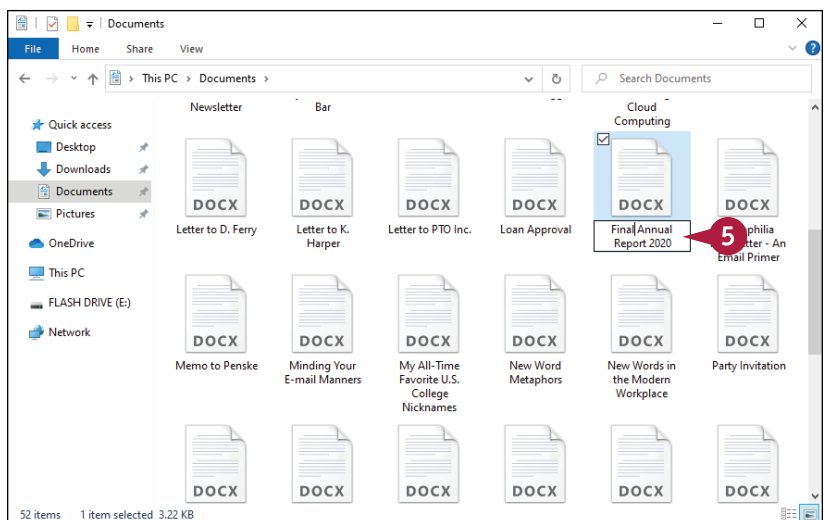 Documents
File Home Share View
This PC > Documents >
Search Documents
Newsletter
Bar
Cloud
Computing
Quick access
Desktop
Downloads
Documents
Pictures
OneDrive
This PC
FLASH DRIVE (E:)
Network
DOCX DOCX DOCX DOCX DOCX DOCX
Letter to D. Ferry
Letter to K.
Harper
Letter to PTO Inc.
Loan Approval
Final Annual
Report 2020
5
- An
Email Primer
DOCX DOCX DOCX DOCX DOCX DOCX
Memo to Penske
Minding Your
E-mail Manners
My All-Time
Favorite U.S.
College
Nicknames
New Word
Metaphors
New Words in
the Modern
Workplace
Party Invitation
DOCX DOCX DOCX DOCX DOCX DOCX
52 items 1 item selected 3.22 KB